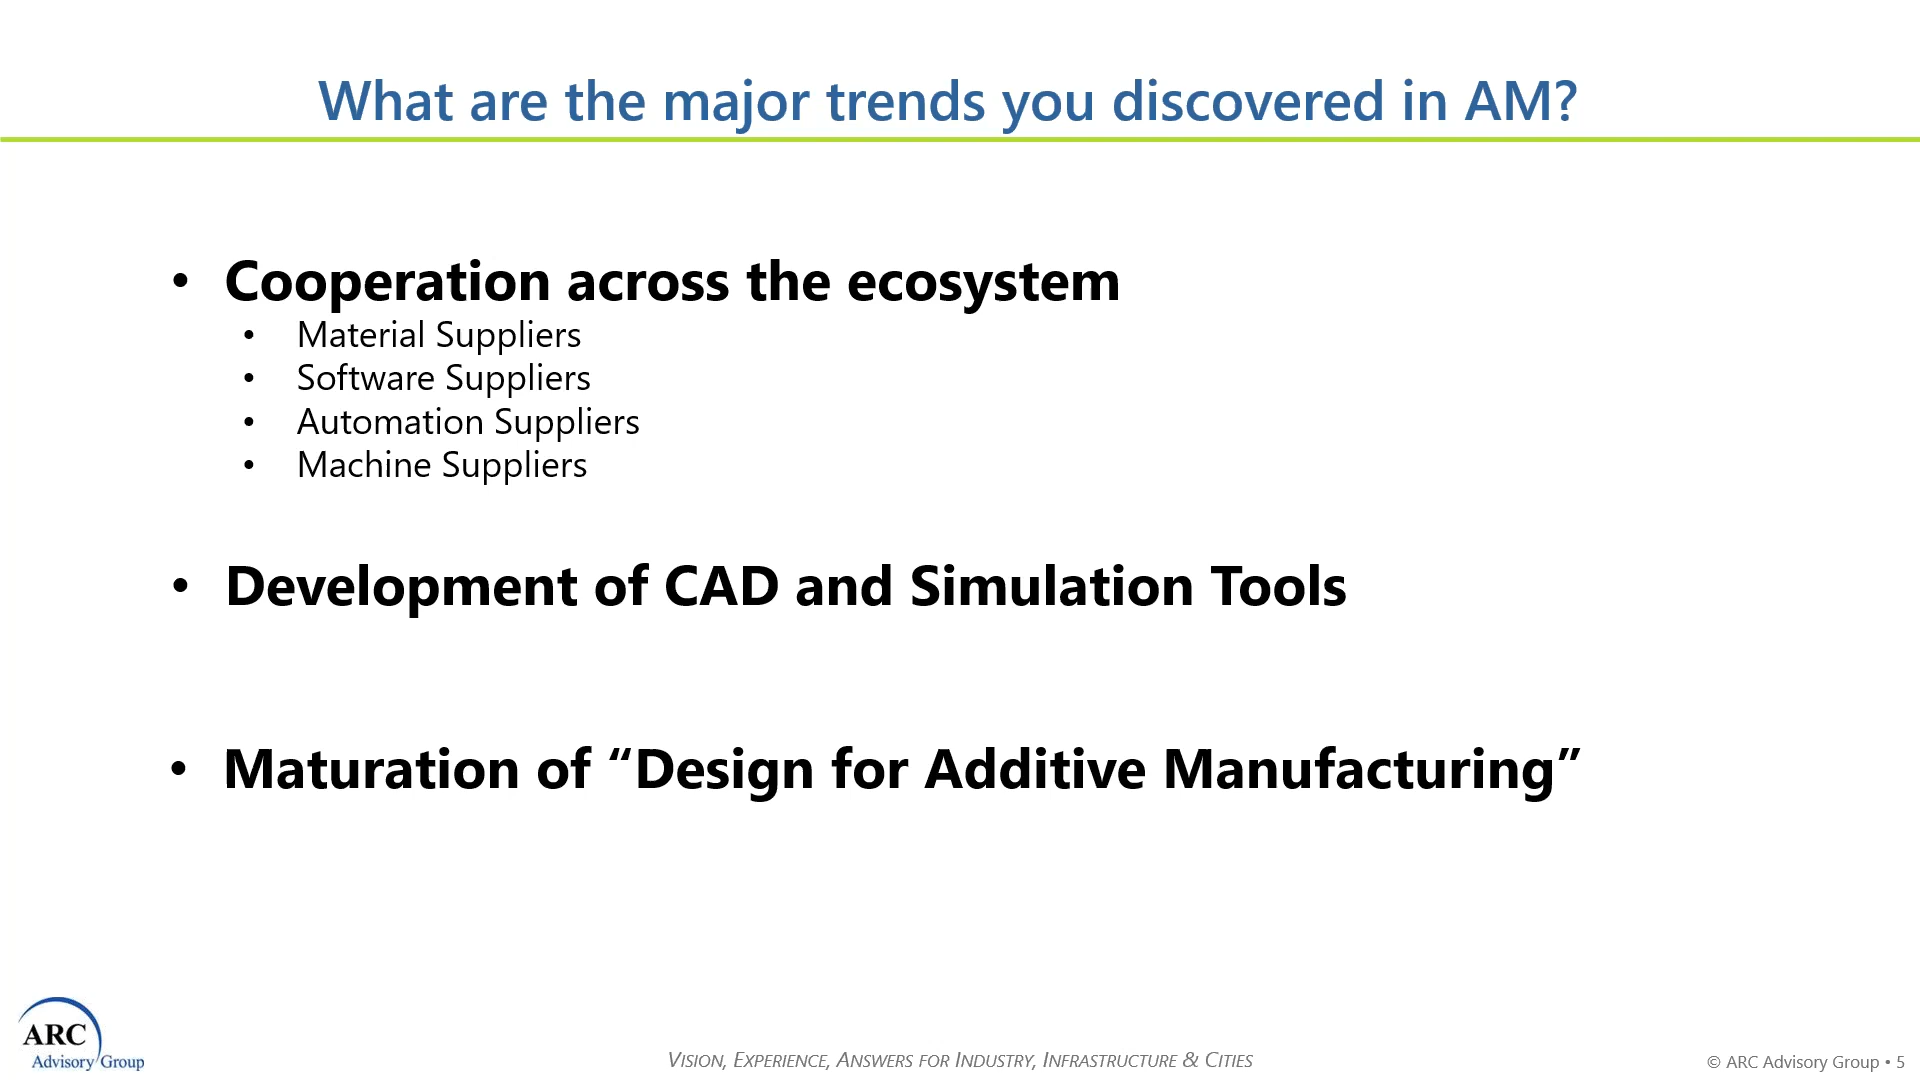 What are the major trends you discovered in AM?
• Cooperation across the ecosystem
• Material Suppliers
• Software Suppliers
• Automation Suppliers
• Machine Suppliers
• Development of CAD and Simulation Tools
• Maturation of “Design for Additive Manufacturing”
ARC
Advisory Group
VISION, EXPERIENCE, ANSWERS FOR INDUSTRY, INFRASTRUCTURE & CITIES
© ARC Advisory Group • 5